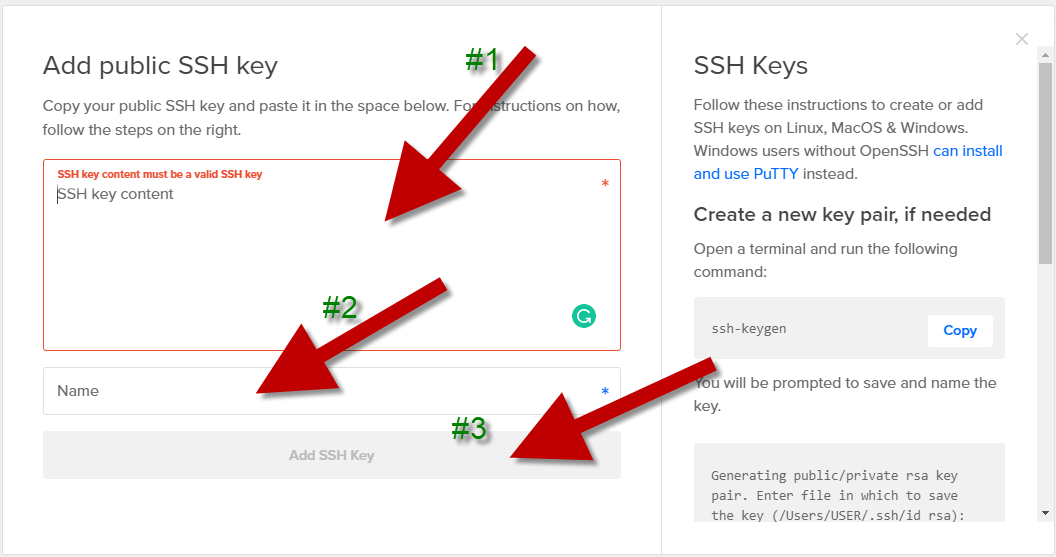 Add public SSH key
#1
Copy your public SSH key and paste it in the space below. For instructions on how,
follow the steps on the right.
SSH key content must be a valid SSH key
SSH key content
*
#2
Name
*
#3
Add SSH Key
SSH Keys
Follow these instructions to create or add
SSH keys on Linux, MacOS & Windows.
Windows users without OpenSSH can install
and use PuTTY instead.
Create a new key pair, if needed
Open a terminal and run the following
command:
ssh-keygen
Copy
You will be prompted to save and name the
key.
Generating public/private rsa key
pair. Enter file in which to save
the key (/Users/USER/.ssh/id_rsa):